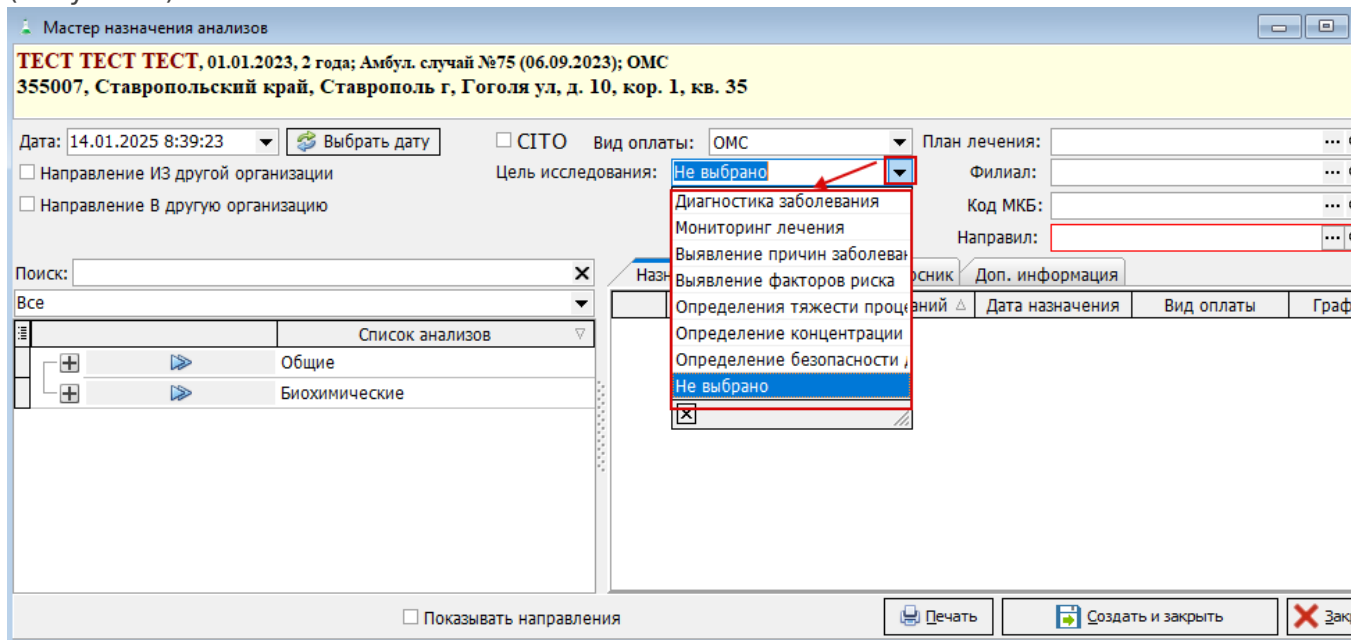 Мастер назначения анализов
ТЕСТ ТЕСТ ТЕСТ, 01.01.2023, 2 года; Амбул. случай №75 (06.09.2023); ОМС
355007, Ставропольский край, Ставрополь г, Гоголя ул, д. 10, кор. 1, кв. 35
Дата: 14.01.2025 8:39:23 Выбрать дату CITO Вид оплаты: ОМС План лечения:
Направление ИЗ другой организации Цель исследования: Не выбрано Филиал:
Направление В другую организацию Диагностика заболевания Код МКБ:
Мониторинг лечения Направил:
Выявление причин заболеван
Поиск: Назн осник Доп. информация
Выявление факторов риска
Все Определения тяжести проце аний Дата назначения Вид оплаты Граф
Список анализов Определение концентрации
Общие Определение безопасности
Биохимические Не выбрано
Показывать направления Печать Создать и закрыть Зак